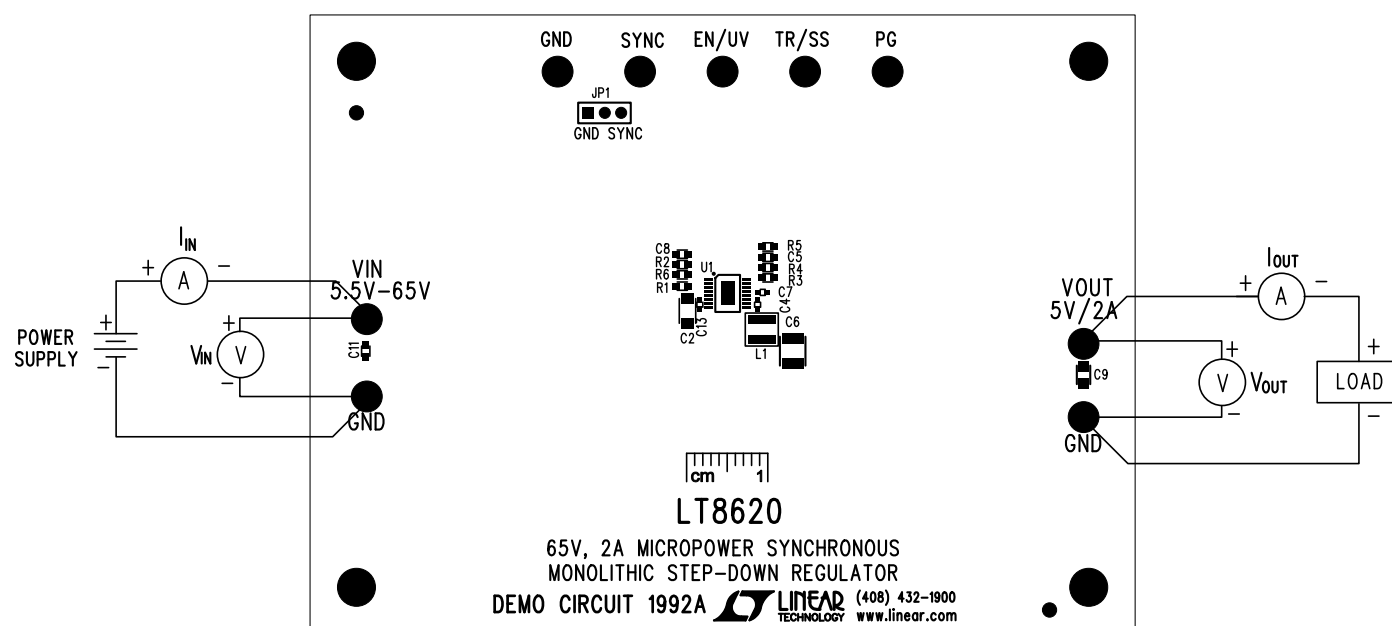 GND SYNC EN/UV TR/SS PG
JP1
GND SYNC
IIN
+ A -
VIN
5.5V-65V
POWER
SUPPLY
+
-
+
VIN V
-
C11
GND
C8
R2
R6
R1
U1
C2
C13
R5
C5
R4
R3
C7
C4
L1
C6
VOUT
5V/2A
IOUT
+ A -
C9
+
V VOUT
-
+
LOAD
-
GND
cm 1
LT8620
65V, 2A MICROPOWER SYNCHRONOUS
MONOLITHIC STEP-DOWN REGULATOR
DEMO CIRCUIT 1992A
LINEAR
TECHNOLOGY
(408) 432-1900
www.linear.com